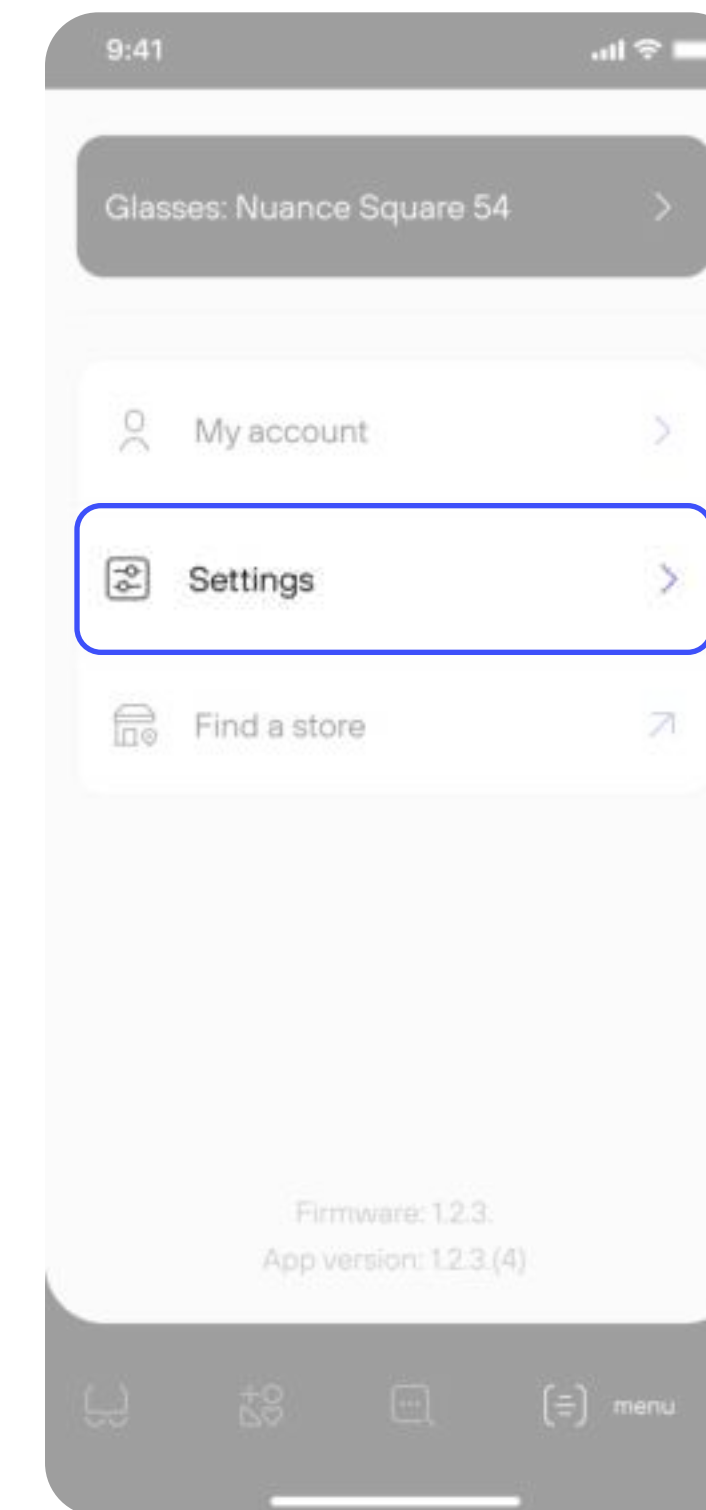 9:41
Glasses: Nuance Square 54
My account
Settings
Find a store
Firmware: 1.2.3.
App version: 1.2.3.(4)
menu